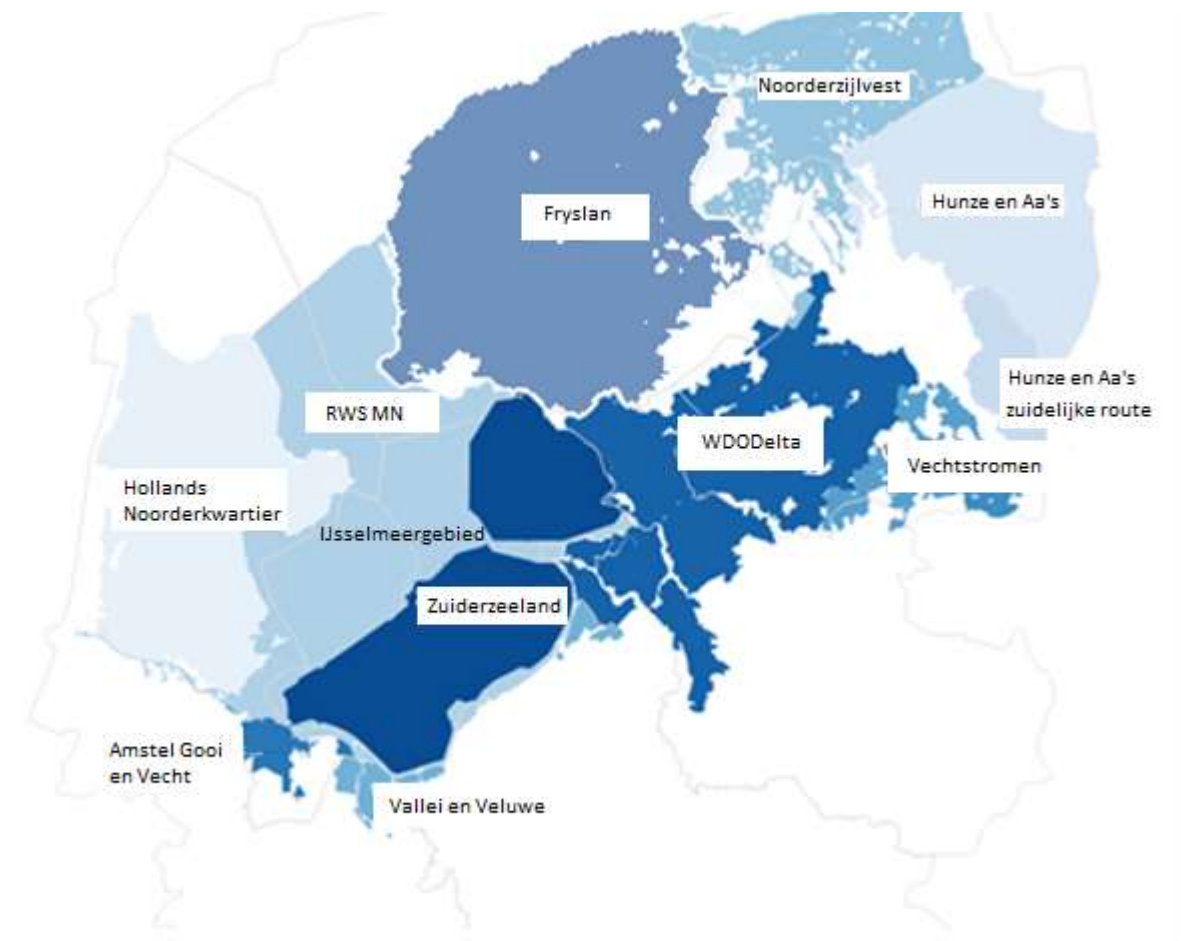 Noorderzijlvest
Hunze en Aa's
Fryslan
Hunze en Aa's
zuidelijke route
RWS MN
WDODelta
Vechtstromen
Hollands
Noorderkwartier
IJsselmeergebied
Zuiderzeeland
Amstel Gooi
en Vecht
Vallei en Veluwe